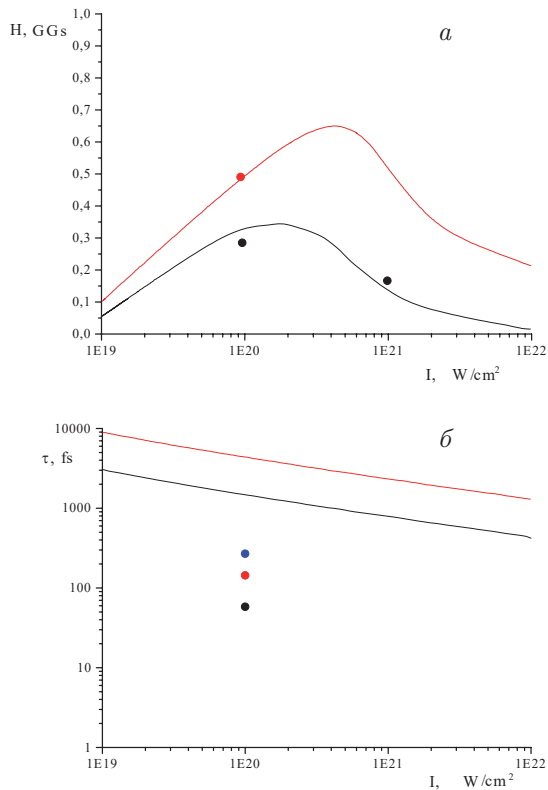 H, GGs
а
1,0
0,9
0,8
0,7
0,6
0,5
0,4
0,3
0,2
0,1
0,0
1E19 1E20 1E21 1E22
I, W/cm²
б
10000
τ, fs
1000
100
10
1
1E19 1E20 1E21 1E22
I, W/cm²